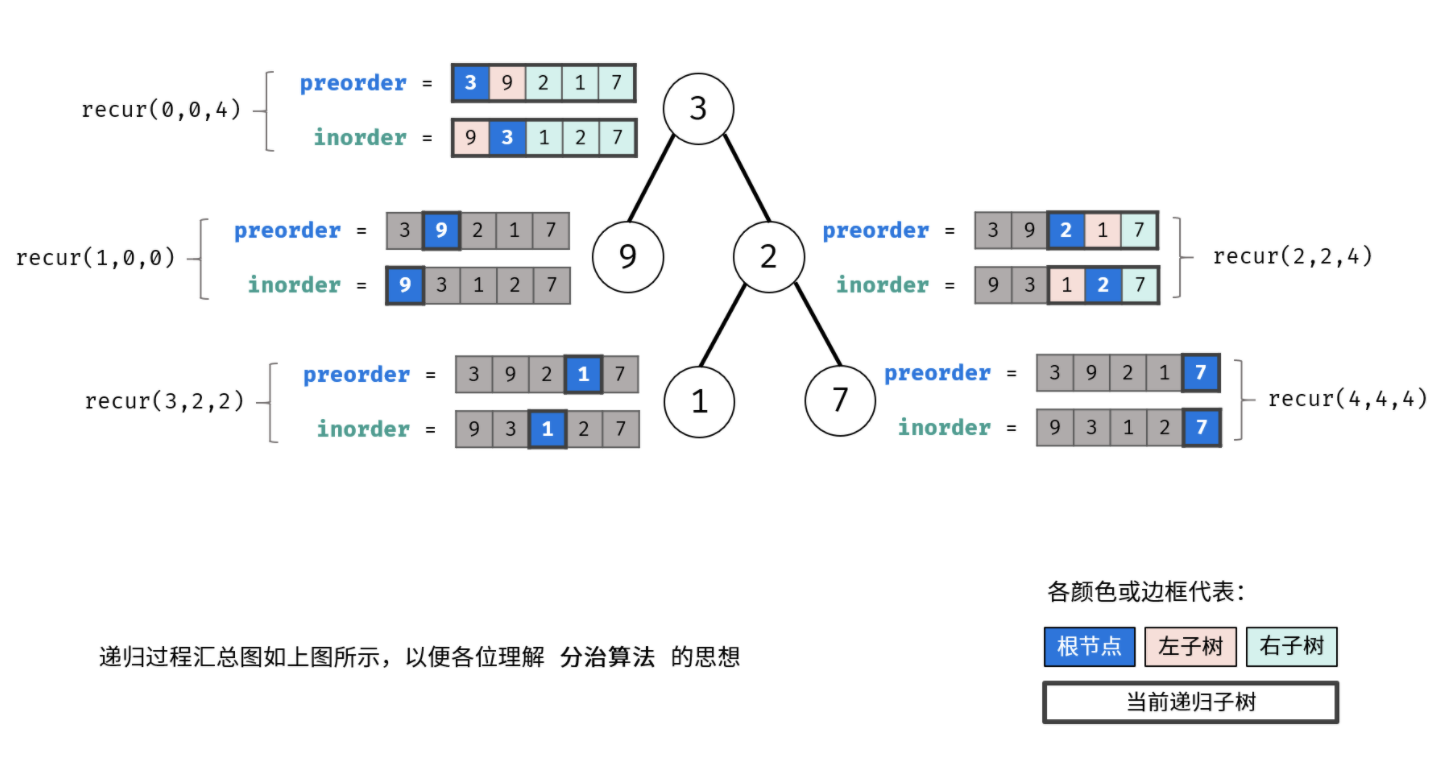 preorder = 3 9 2 1 7
recur(0,0,4)
inorder = 9 3 1 2 7
3
preorder = 3 9 2 1 7
recur(1,0,0)
inorder = 9 3 1 2 7
9
2
preorder = 3 9 2 1 7
inorder = 9 3 1 2 7
recur(2,2,4)
preorder = 3 9 2 1 7
recur(3,2,2)
inorder = 9 3 1 2 7
1
7
preorder = 3 9 2 1 7
inorder = 9 3 1 2 7
recur(4,4,4)
递归过程汇总图如上图所示，以便各位理解 分治算法 的思想
各颜色或边框代表：
根节点 左子树 右子树
当前递归子树